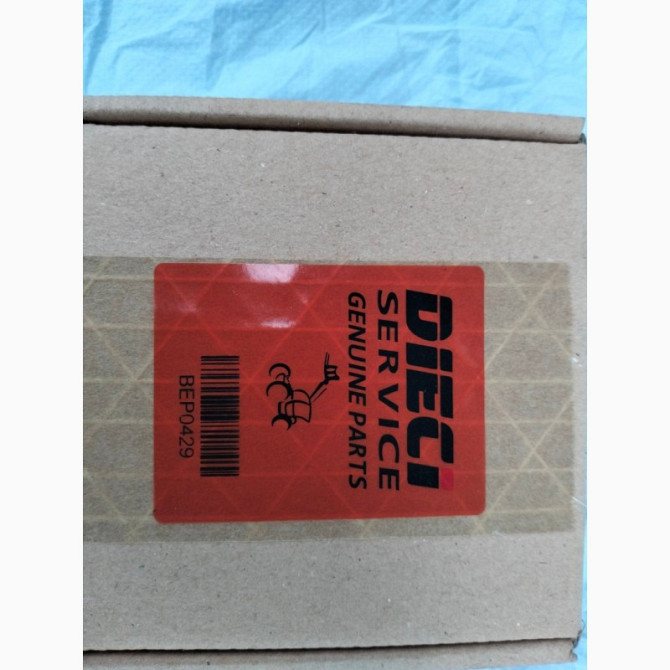 DIECI
SERVICE
GENUINE PARTS
BEP0429